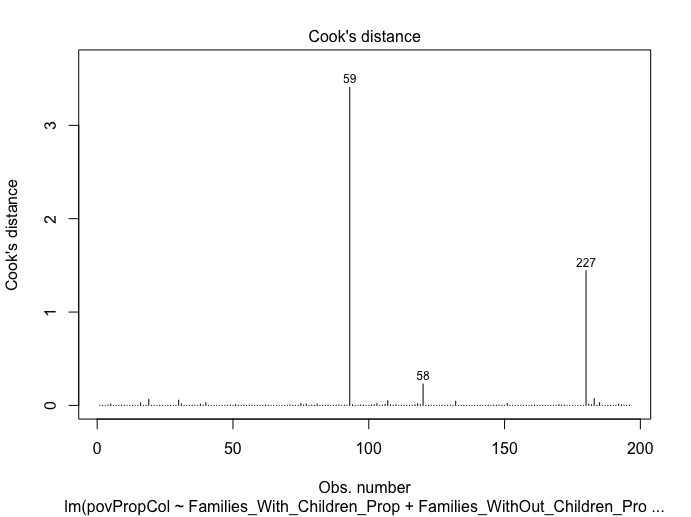 Cook's distance
Cook's distance
3
2
1
0
59
58
227
0 50 100 150 200
Obs. number
lm(povPropCol ~ Families_With_Children_Prop + Families_WithOut_Children_Pro ...